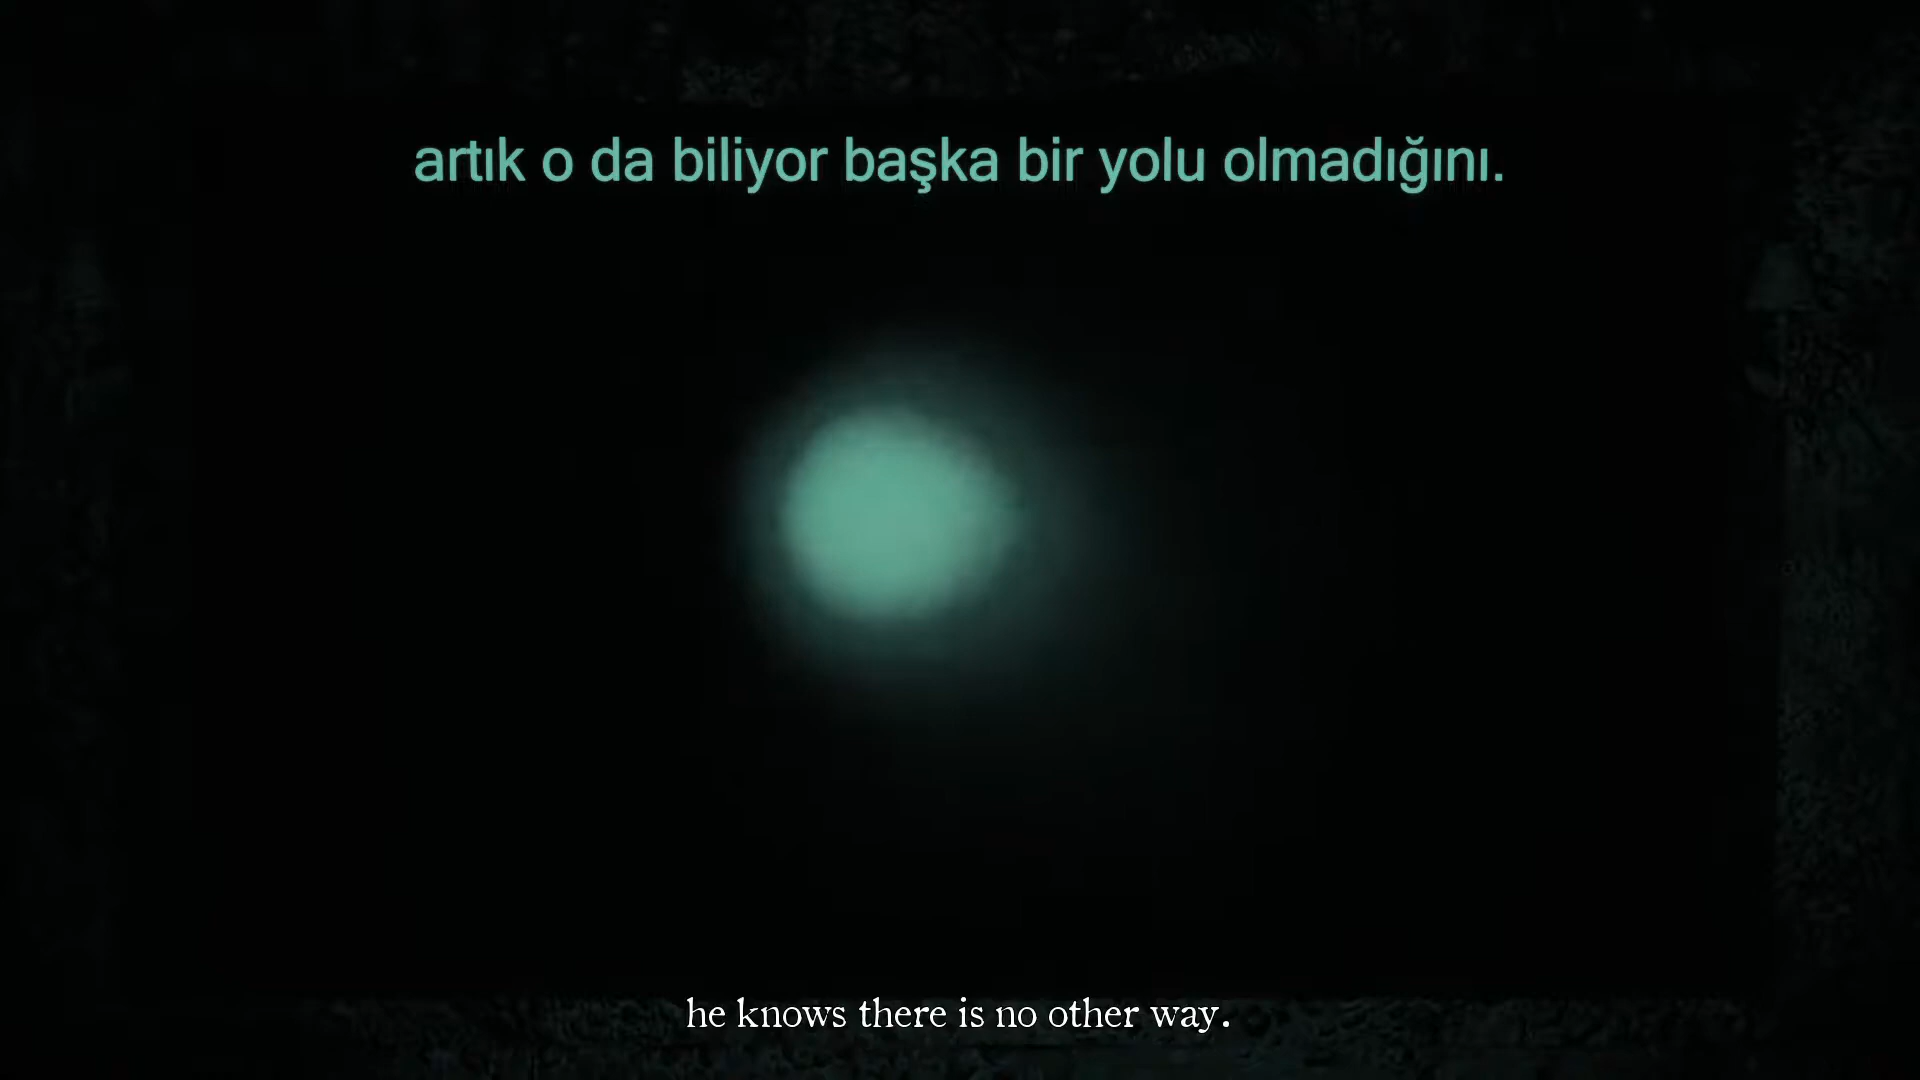 artık o da biliyor başka bir yolu olmadığını.
he knows there is no other way.